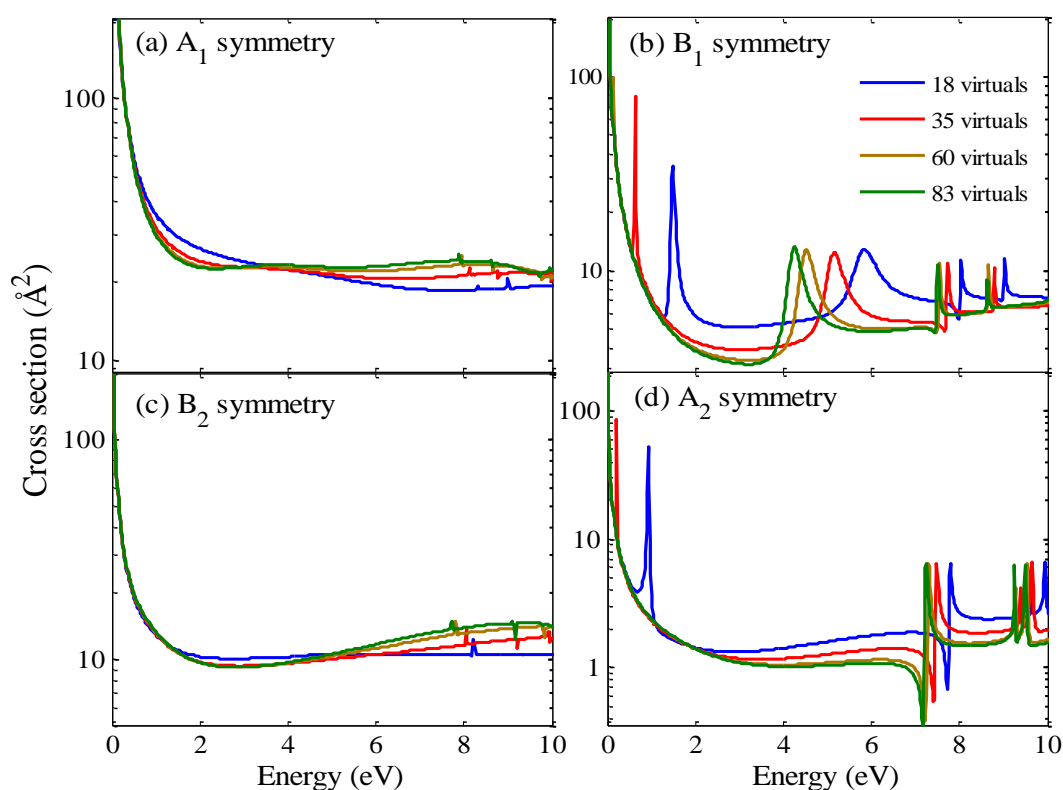 (a) A₁ symmetry
100
10
(b) B₁ symmetry
18 virtuals
35 virtuals
60 virtuals
83 virtuals
100
10
(c) B₂ symmetry
100
10
0 2 4 6 8 10
Energy (eV)
(d) A₂ symmetry
100
10
1
0 2 4 6 8 10
Energy (eV)
Cross section (Å²)